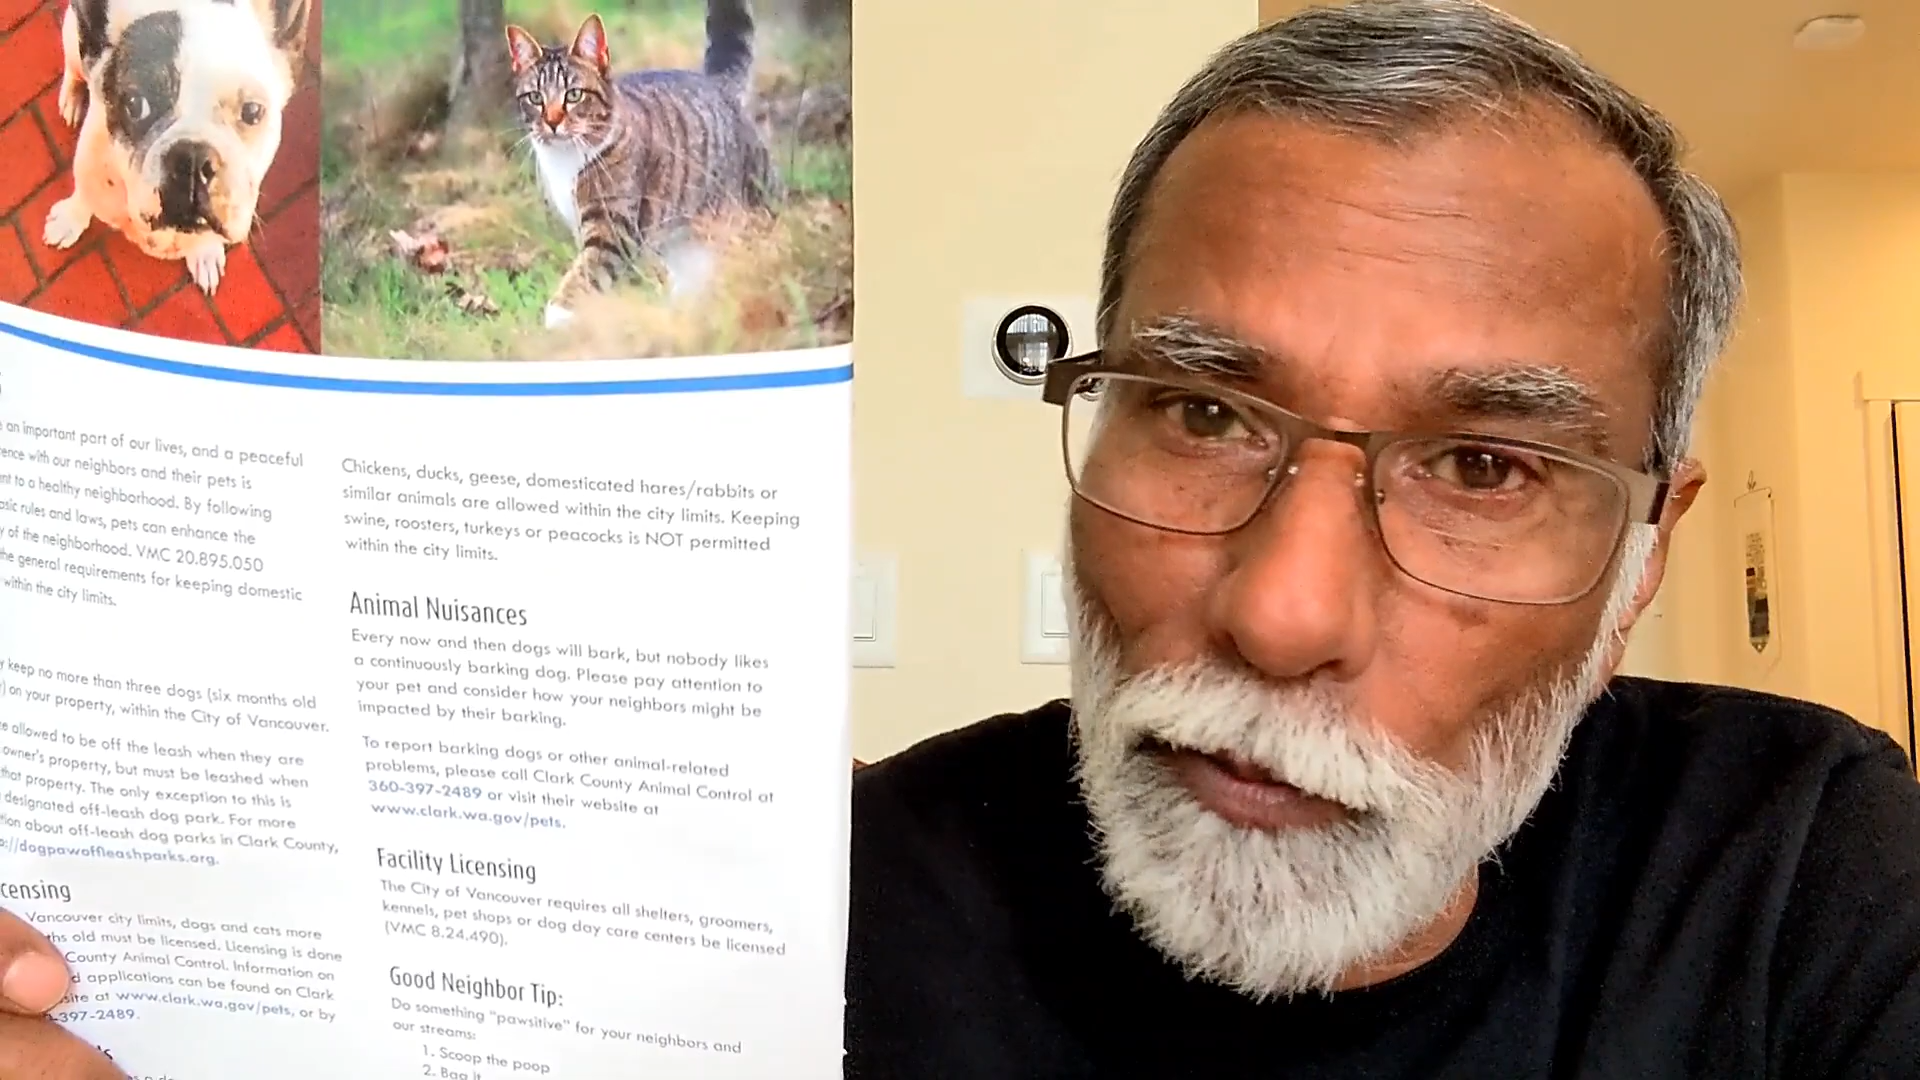 an important part of our lives, and a peaceful
with our neighbors and their pets is
to a healthy neighborhood. By following
rules and laws, pets can enhance the
of the neighborhood. VMC 20.895.050
the general requirements for keeping domestic
within the city limits.
keep no more than three dogs (six months old
on your property, within the City of Vancouver.
allowed to be off the leash when they are
owner's property, but must be leashed when
that property. The only exception to this is
designated off-leash dog park. For more
about off-leash dog parks in Clark County,
//dogpawoffleashparks.org.
Vancouver city limits, dogs and cats more
old must be licensed. Licensing is done
County Animal Control. Information on
applications can be found on Clark
at www.clark.wa.gov/pets, or by
397-2489.
Chickens, ducks, geese, domesticated hares/rabbits or
similar animals are allowed within the city limits. Keeping
swine, roosters, turkeys or peacocks is NOT permitted
within the city limits.
Animal Nuisances
Every now and then dogs will bark, but nobody likes
a continuously barking dog. Please pay attention to
your pet and consider how your neighbors might be
impacted by their barking.
To report barking dogs or other animal-related
problems, please call Clark County Animal Control at
360-397-2489 or visit their website at
www.clark.wa.gov/pets.
Facility Licensing
The City of Vancouver requires all shelters, groomers,
kennels, pet shops or dog day care centers be licensed
(VMC 8.24.490).
Good Neighbor Tip:
Do something "pawsitive" for your neighbors and
our streams:
1. Scoop the poop
2. Bag it